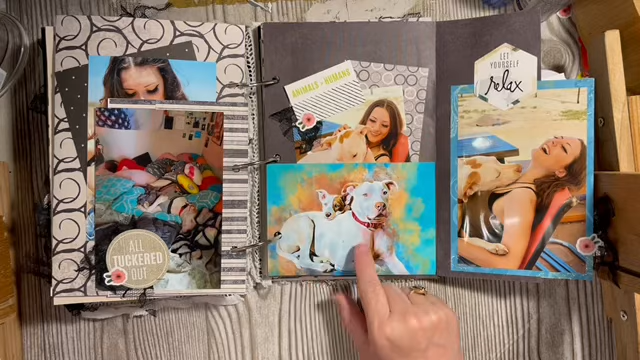 ALL
TUCKERED
OUT
ANIMALS > HUMANS
LET
YOURSELF
relax